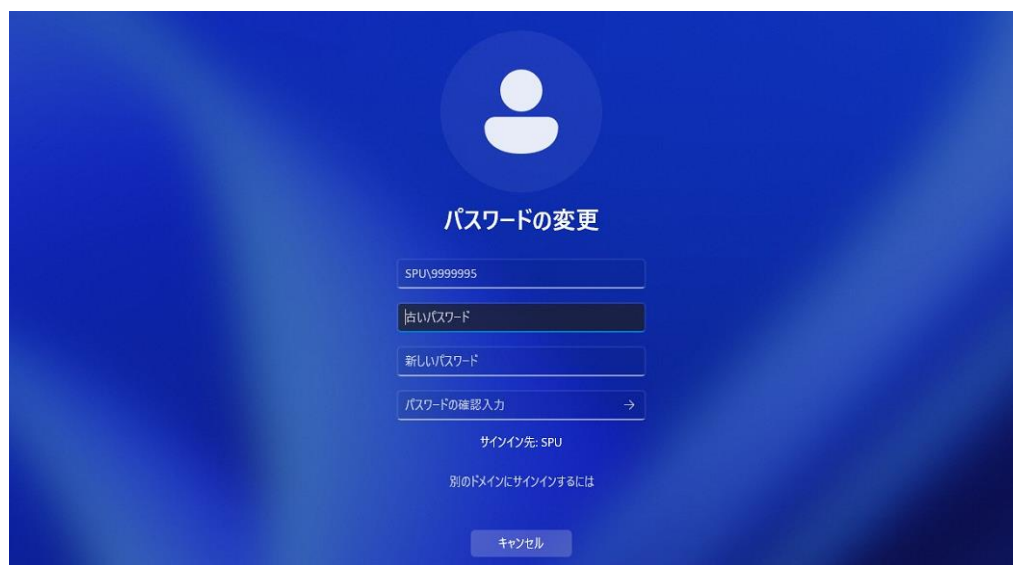 パスワードの変更
SPU\9999995
古いパスワード
新しいパスワード
パスワードの確認入力
サインイン先: SPU
別のドメインにサインインするには
キャンセル